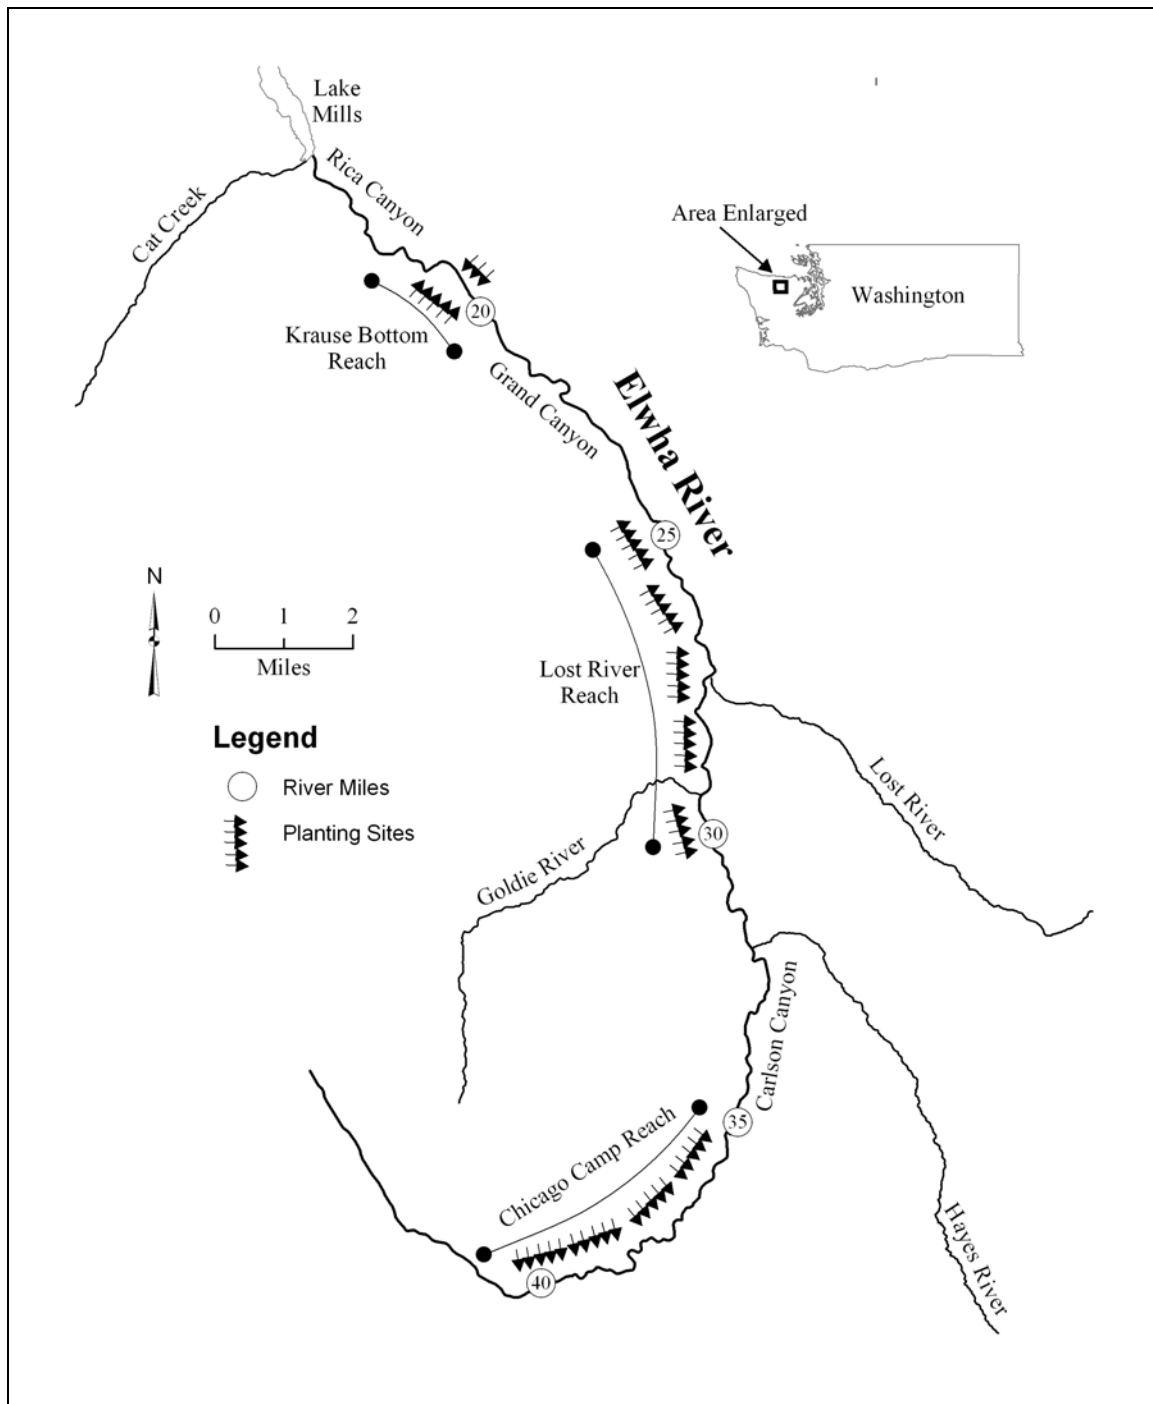 Lake
Mills
Rica Canyon
Cat Creek
Area Enlarged
Washington
20
Krause Bottom
Reach
Grand Canyon
Elwha River
25
N
0 1 2
Miles
Lost River
Reach
Legend
River Miles
Planting Sites
Lost River
30
Goldie River
Carlson Canyon
35
Chicago Camp Reach
Hayes River
40